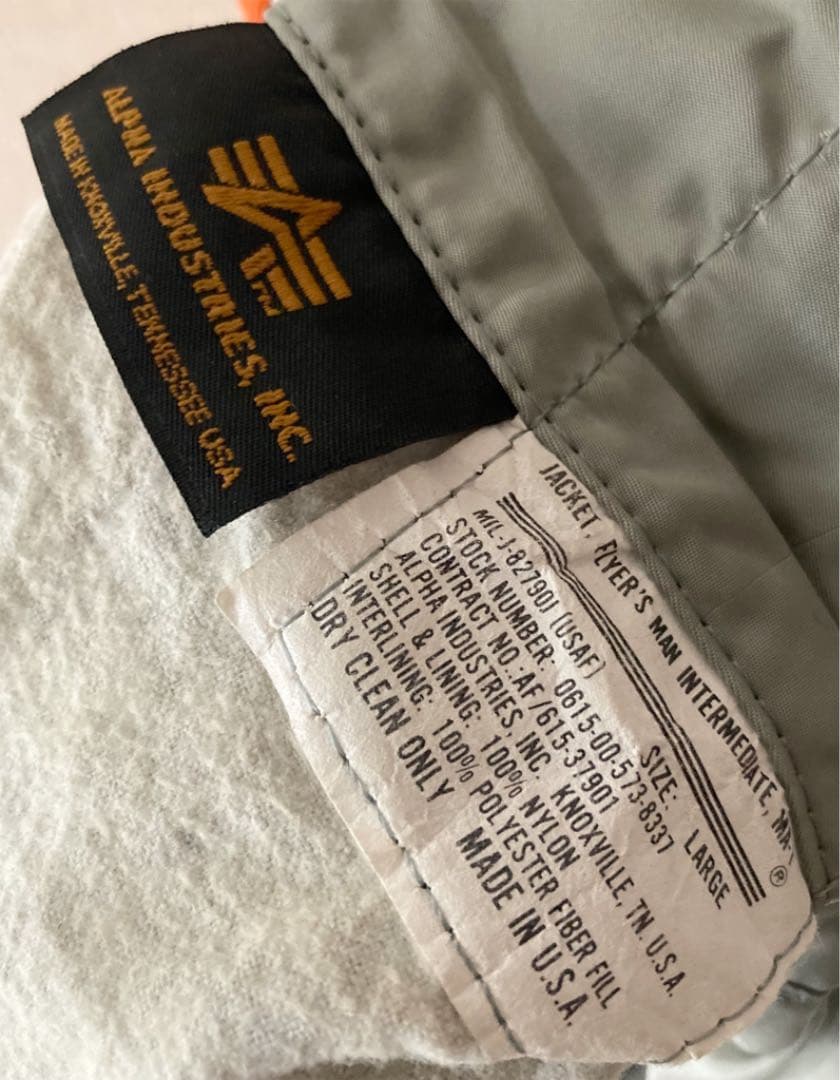 ALPHA INDUSTRIES, INC.
MADE IN KNOXVILLE, TENNESSEE USA
JACKET, FLYER'S MAN INTERMEDIATE, MA-1 ®
MIL-J-82790J (USAF) SIZE: LARGE
STOCK NUMBER: 0615-00-573-8337
CONTRACT NO.:AF/615-37901
ALPHA INDUSTRIES, INC. KNOXVILLE, TN. U.S.A.
SHELL & LINING: 100% NYLON
INTERLINING: 100% POLYESTER FIBER FILL
DRY CLEAN ONLY MADE IN U.S.A.